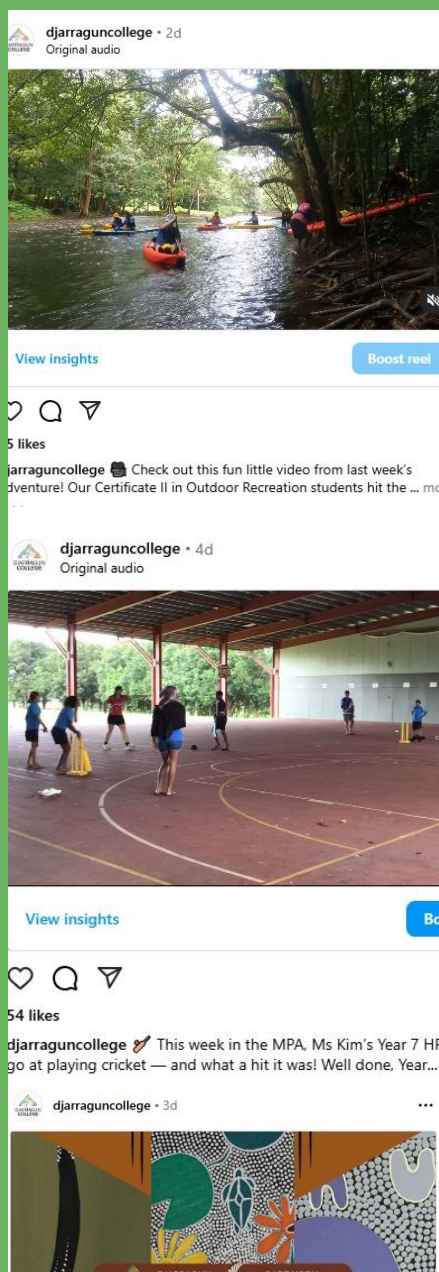 djarraguncollege • 2d
Original audio
View insights
Boost reel
5 likes
jarraguncollege Check out this fun little video from last week's
dventure! Our Certificate II in Outdoor Recreation students hit the ...
djarraguncollege • 4d
DJARRAGUN
COLLEGE
Original audio
View insights
54 likes
djarraguncollege 🏏 This week in the MPA, Ms Kim's Year 7
go at playing cricket — and what a hit it was! Well done, Year...
djarraguncollege • 3d